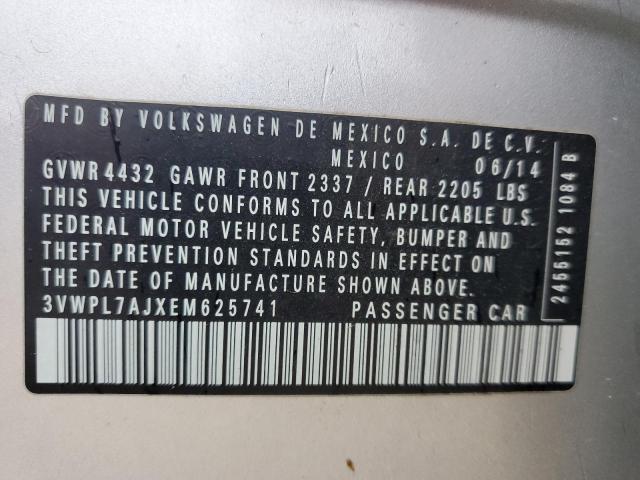 MFD BY VOLKSWAGEN DE MEXICO S.A. DE C.V.
MEXICO 06/14
GVWR 4432 GAWR FRONT 2337 / REAR 2205 LBS
THIS VEHICLE CONFORMS TO ALL APPLICABLE U.S.
FEDERAL MOTOR VEHICLE SAFETY, BUMPER AND
THEFT PREVENTION STANDARDS IN EFFECT ON
THE DATE OF MANUFACTURE SHOWN ABOVE.
3VWPL7AJXEM625741 PASSENGER CAR
2455152 1084 B